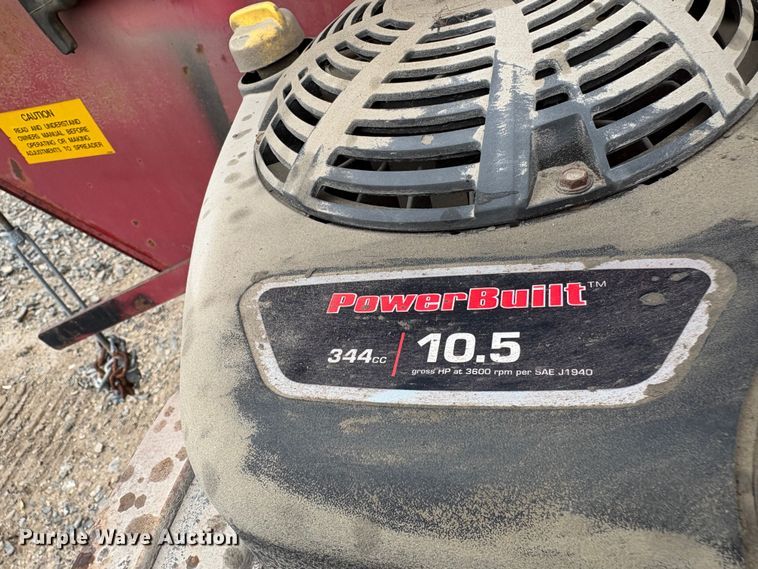 CAUTION
READ AND UNDERSTAND
OWNERS MANUAL BEFORE
OPERATING OR MAKING
ADJUSTMENTS TO SPREADER
PowerBuilt™
344cc | 10.5
gross HP at 3600 rpm per SAE J1940
Purple Wave Auction